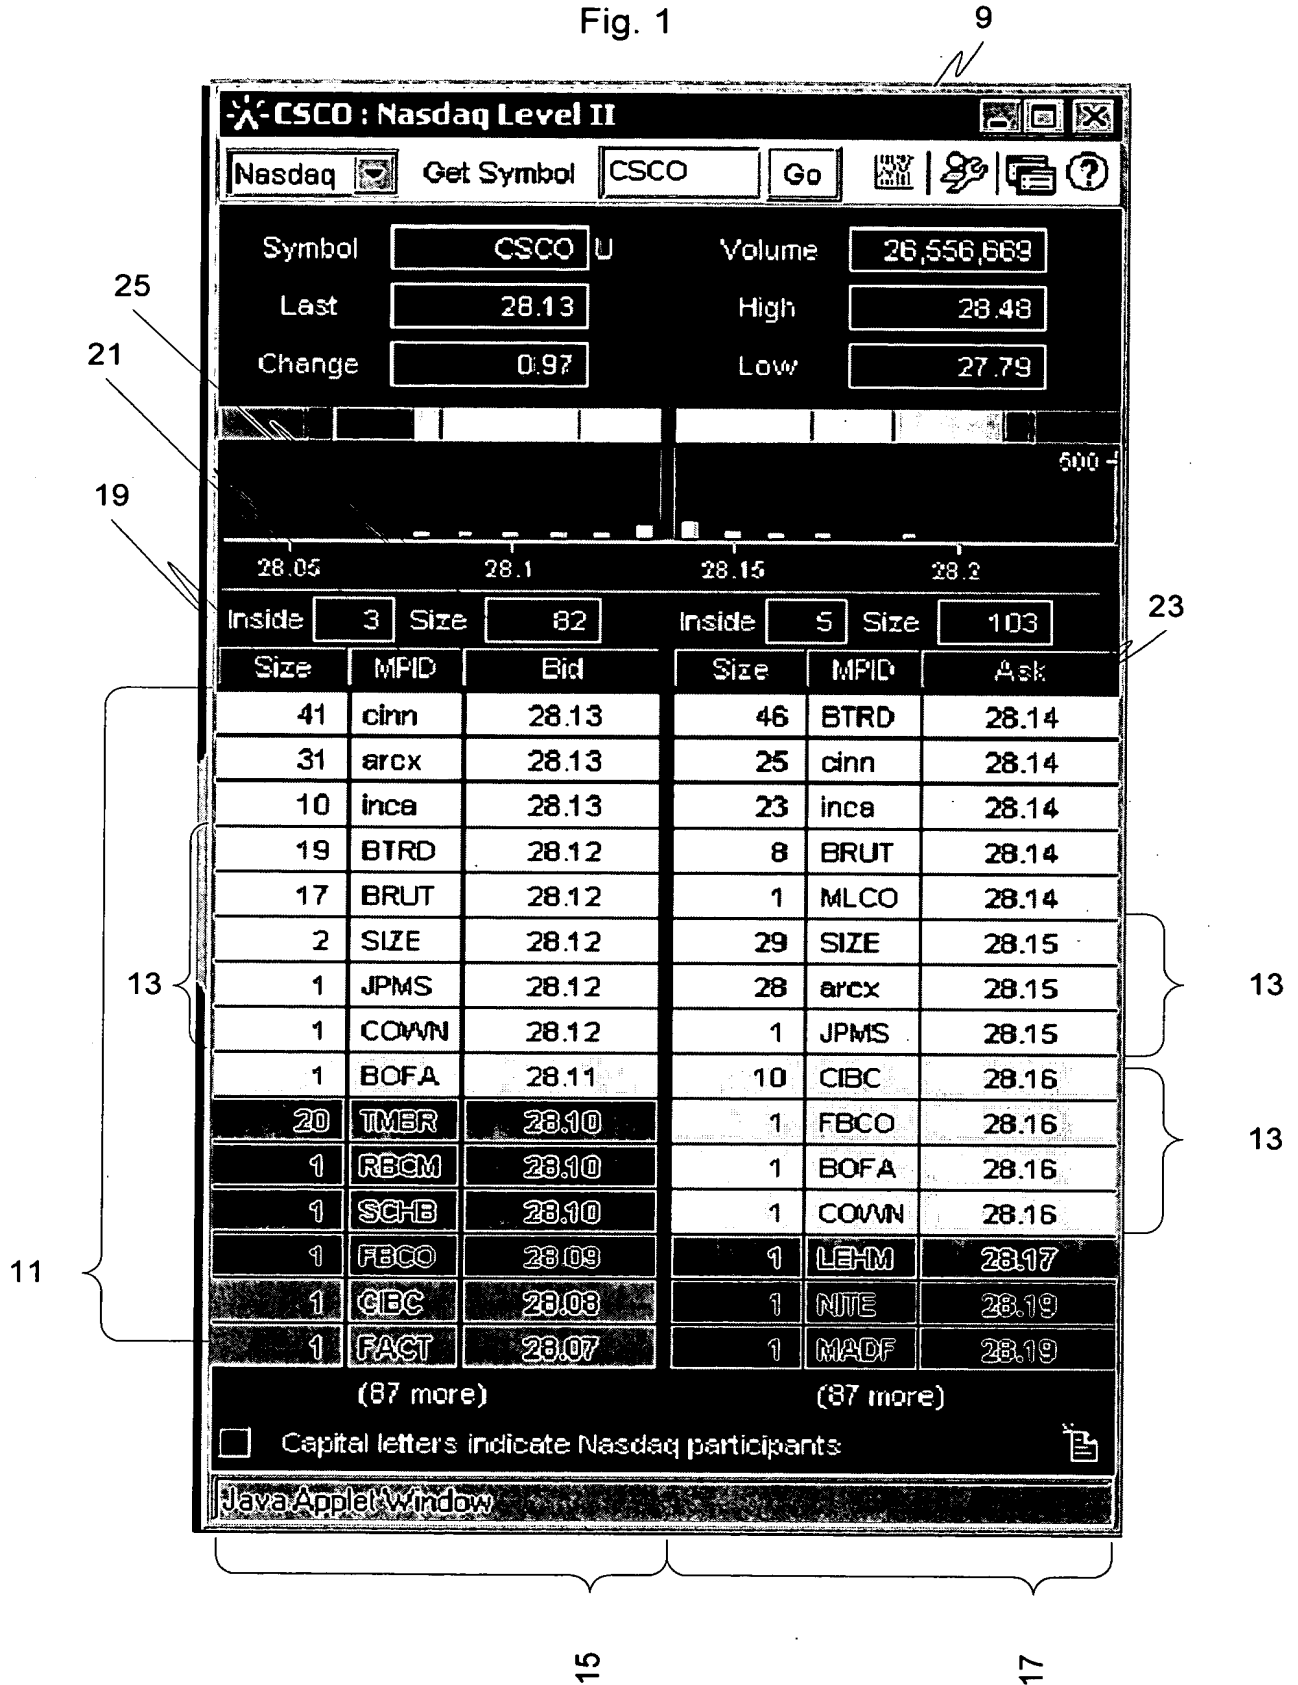 Fig. 1
9
CSCO : Nasdaq Level II
Nasdaq Get Symbol CSCO Go ?
Symbol CSCO U Volume 26,556,669
25
Last 28.13 High 28.48
21
Change 0.97 Low 27.79
500
19
28.05 28.1 28.15 28.2
Inside 3 Size 82 Inside 5 Size 103
23
Size MPID Bid Size MPID Ask
41 cinn 28.13 46 BTRD 28.14
31 arcx 28.13 25 cinn 28.14
10 inca 28.13 23 inca 28.14
19 BTRD 28.12 8 BRUT 28.14
17 BRUT 28.12 1 MLCO 28.14
2 SIZE 28.12 29 SIZE 28.15
13 1 JPMS 28.12 28 arcx 28.15 13
1 COWN 28.12 1 JPMS 28.15
1 BOFA 28.11 10 CIBC 28.16
20 TMBR 28.10 1 FBCO 28.16 13
1 RBCM 28.10 1 BOFA 28.16
1 SCHB 28.10 1 COWN 28.16
11 1 FBCO 28.09 1 LEHM 28.17
1 CIBC 28.08 1 NITE 28.19
1 FACT 28.07 1 MADF 28.19
(87 more) (87 more)
Capital letters indicate Nasdaq participants
Java Applet Window
15 17